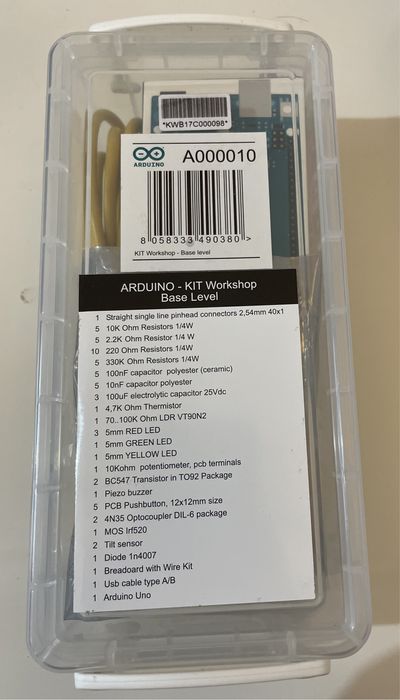 *KWB17C000098*
ARDUINO
A000010
8 058333 490380 >
KIT Workshop - Base level
ARDUINO - KIT Workshop
Base Level
1 Straight single line pinhead connectors 2,54mm 40x1
5 10K Ohm Resistors 1/4W
5 2.2K Ohm Resistor 1/4 W
10 220 Ohm Resistors 1/4W
5 330K Ohm Resistors 1/4W
5 100nF capacitor polyester (ceramic)
5 10nF capacitor polyester
3 100uF electrolytic capacitor 25Vdc
1 4,7K Ohm Thermistor
1 70..100K Ohm LDR VT90N2
3 5mm RED LED
1 5mm GREEN LED
1 5mm YELLOW LED
1 10Kohm potentiometer, pcb terminals
2 BC547 Transistor in TO92 Package
1 Piezo buzzer
5 PCB Pushbutton, 12x12mm size
2 4N35 Optocoupler DIL-6 package
1 MOS Irf520
2 Tilt sensor
1 Diode 1n4007
1 Breadoard with Wire Kit
1 Usb cable type A/B
1 Arduino Uno